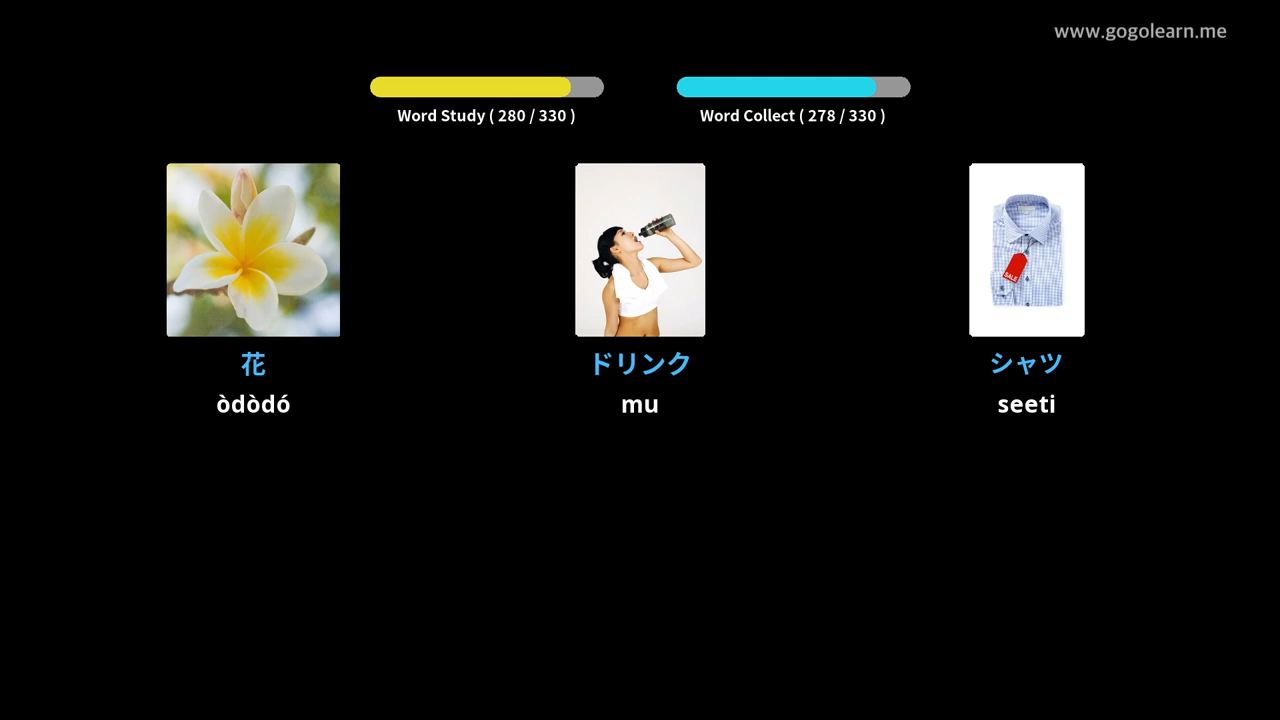 www.gogolearn.me
Word Study ( 280 / 330 )
Word Collect ( 278 / 330 )
SALE
花
ドリンク
シャツ
òdòdó
mu
seeti